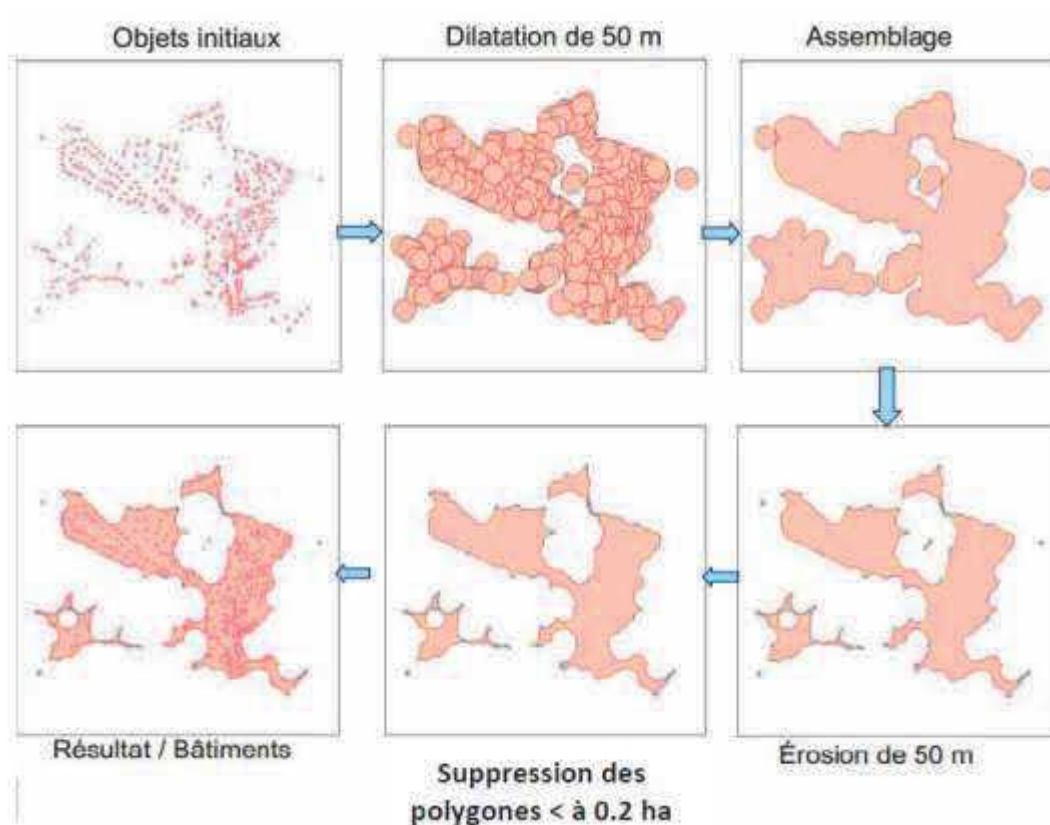 Objets initiaux
Dilatation de 50 m
Assemblage
Résultat / Bâtiments
Suppression des
polygones < à 0.2 ha
Érosion de 50 m